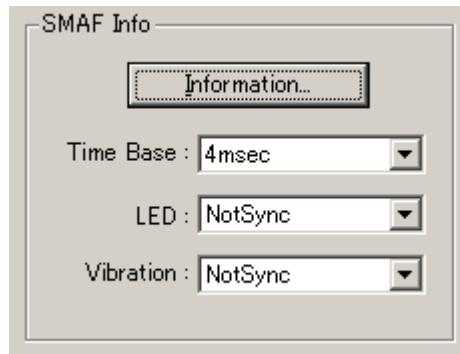 SMAF Info
Information...
Time Base : 4msec
LED : NotSync
Vibration : NotSync